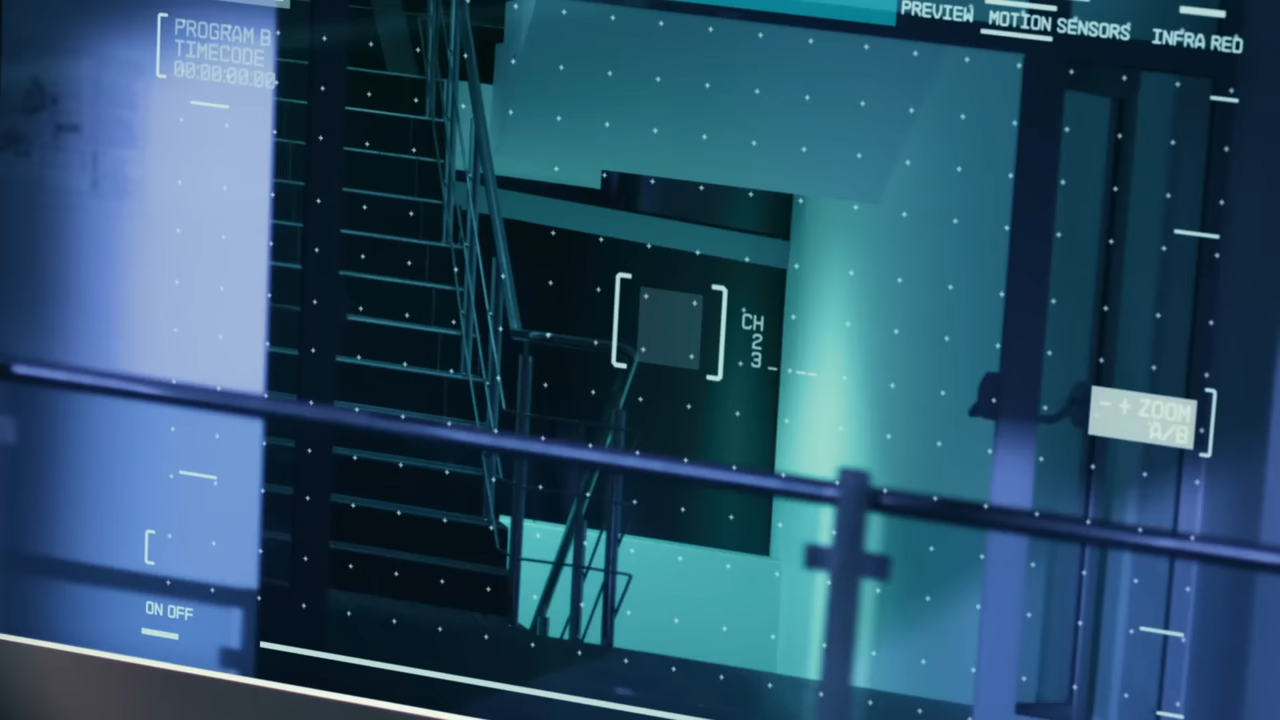 PREVIEW MOTION SENSORS INFRA RED
PROGRAM B
TIMECODE
00:00:00:00
CH
2
3
- + ZOOM
A/B
ON OFF